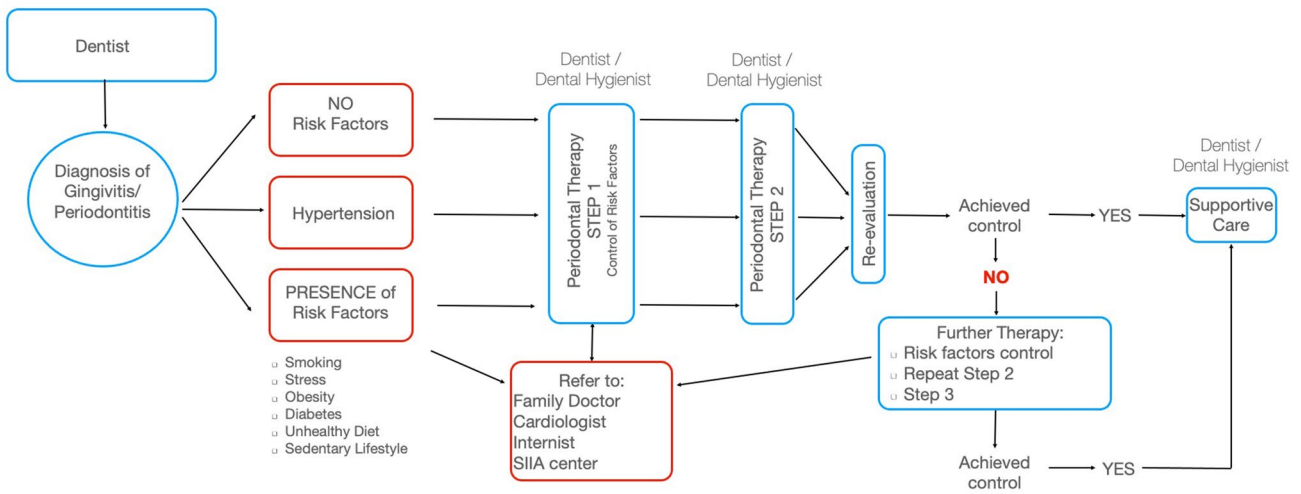 Dentist
Diagnosis of
Gingivitis/
Periodontitis
NO
Risk Factors
Hypertension
PRESENCE of
Risk Factors
Smoking
Stress
Obesity
Diabetes
Unhealthy Diet
Sedentary Lifestyle
Dentist /
Dental Hygienist
Periodontal Therapy
STEP 1
Control of Risk Factors
Refer to:
Family Doctor
Cardiologist
Internist
SIIA center
Dentist /
Dental Hygienist
Periodontal Therapy
STEP 2
Re-evaluation
Achieved
control
YES
Dentist /
Dental Hygienist
Supportive
Care
NO
Further Therapy:
Risk factors control
Repeat Step 2
Step 3
Achieved
control
YES